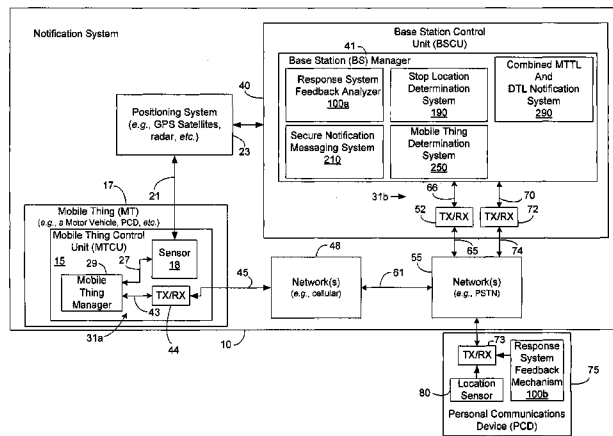 Notification System
Base Station Control
Unit (BSCU)
41
Base Station (BS) Manager
40
Response System
Feedback Analyzer
100a
Stop Location
Determination
System
190
Combined MTTL
And
DTL Notification
System
290
Secure Notification
Messaging System
210
Mobile Thing
Determination
System
250
Positioning System
(e.g., GPS Satellites,
radar, etc.)
23
21
17
31b
66
70
52
TX/RX
TX/RX
72
65
74
Mobile Thing (MT)
(e.g., a Motor Vehicle, PCD, etc.)
Mobile Thing Control
Unit (MTCU)
15
29
27
Sensor
18
Mobile
Thing
Manager
43
TX/RX
31a
44
45
48
Network(s)
(e.g., cellular)
61
55
Network(s)
(e.g., PSTN)
10
73
TX/RX
Response
System
Feedback
Mechanism
100b
75
80
Location
Sensor
Personal Communications
Device (PCD)